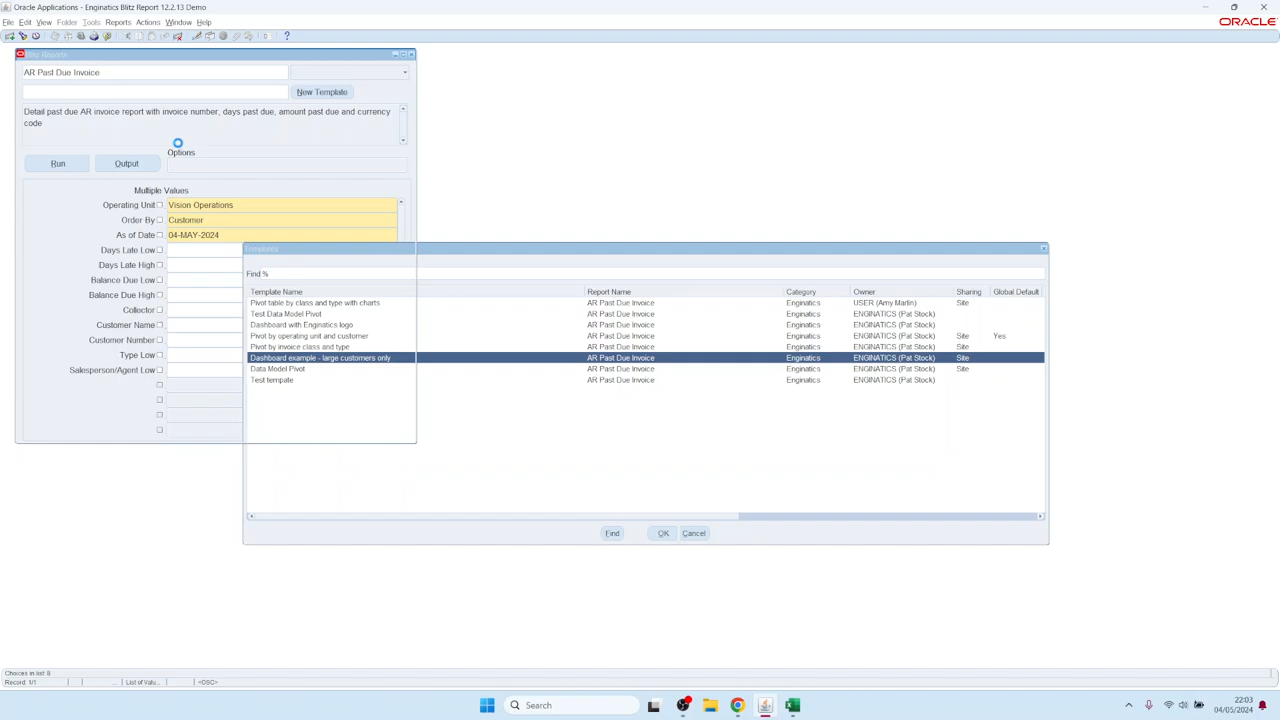 Oracle Applications - Enginatics Blitz Report 12.2.13 Demo
File Edit View Folder Tools Reports Actions Window Help
ORACLE
Blitz Reports
AR Past Due Invoice
New Template
Detail past due AR invoice report with invoice number, days past due, amount past due and currency
code
Options
Run Output
Multiple Values
Operating Unit Vision Operations
Order By Customer
As of Date 04-MAY-2024
Days Late Low
Days Late High
Balance Due Low
Balance Due High
Collector
Customer Name
Customer Number
Type Low
Salesperson/Agent Low
Templates
Find %
Template Name Report Name Category Owner Sharing Global Default
Pivot table by class and type with charts AR Past Due Invoice Enginatics USER (Amy Marlin) Site
Test Data Model Pivot AR Past Due Invoice Enginatics ENGINATICS (Pat Stock)
Dashboard with Enginatics logo AR Past Due Invoice Enginatics ENGINATICS (Pat Stock)
Pivot by operating unit and customer AR Past Due Invoice Enginatics ENGINATICS (Pat Stock) Site Yes
Pivot by invoice class and type AR Past Due Invoice Enginatics ENGINATICS (Pat Stock) Site
Dashboard example - large customers only AR Past Due Invoice Enginatics ENGINATICS (Pat Stock) Site
Data Model Pivot AR Past Due Invoice Enginatics ENGINATICS (Pat Stock) Site
Test tempate AR Past Due Invoice Enginatics ENGINATICS (Pat Stock)
Find OK Cancel
Choices in list: 8
Record: 1/1 ... List of Valu... <OSC>
Search
22:03
04/05/2024